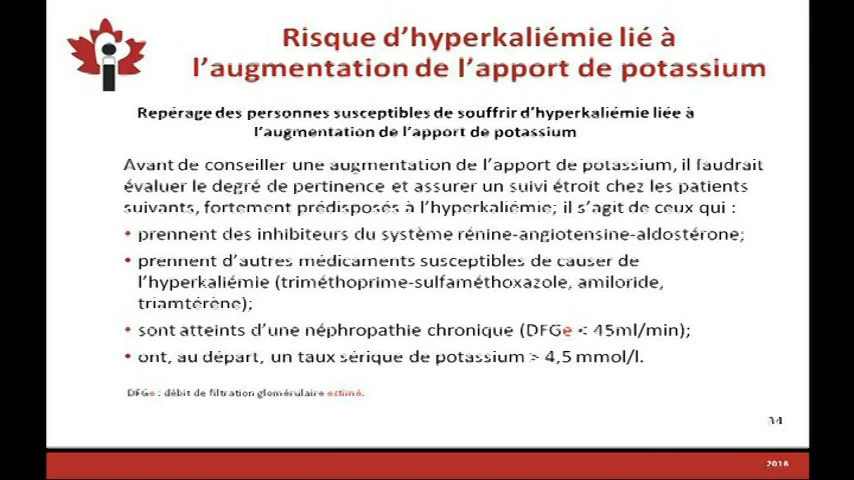 Risque d'hyperkaliémie lié à
l'augmentation de l'apport de potassium
Repérage des personnes susceptibles de souffrir d'hyperkaliémie liée à
l'augmentation de l'apport de potassium
Avant de conseiller une augmentation de l'apport de potassium, il faudrait
évaluer le degré de pertinence et assurer un suivi étroit chez les patients
suivants, fortement prédisposés à l'hyperkaliémie; il s'agit de ceux qui :
• prennent des inhibiteurs du système rénine-angiotensine-aldostérone;
• prennent d'autres médicaments susceptibles de causer de
l'hyperkaliémie (triméthoprime-sulfaméthoxazole, amiloride,
triamtérène);
• sont atteints d'une néphropathie chronique (DFGe < 45ml/min);
• ont, au départ, un taux sérique de potassium > 4,5 mmol/l.
DFGe : débit de filtration glomérulaire estimé.
34
2016